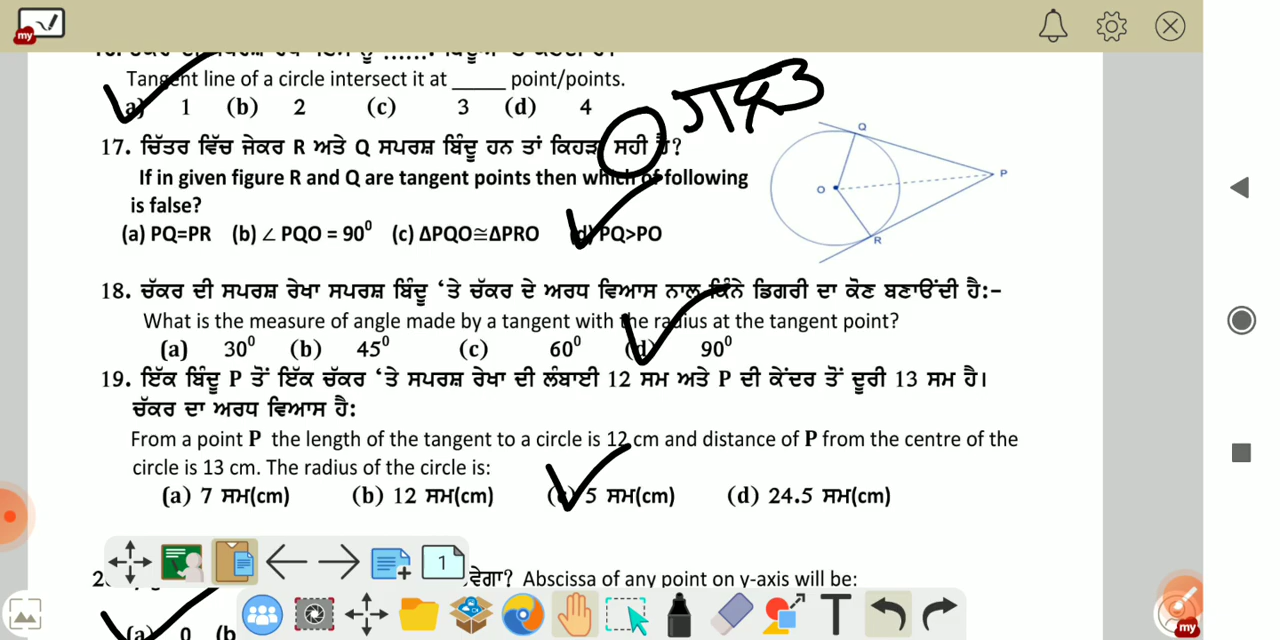 my
Tangent line of a circle intersect it at _____ point/points.
(a) 1 (b) 2 (c) 3 (d) 4
ਗਲਤ
17. ਚਿੱਤਰ ਵਿੱਚ ਜੇਕਰ R ਅਤੇ Q ਸਪਰਸ਼ ਬਿੰਦੂ ਹਨ ਤਾਂ ਕਿਹੜਾ ਸਹੀ ਹੈ?
If in given figure R and Q are tangent points then which of following
is false?
(a) PQ=PR (b) ∠ PQO = 90⁰ (c) ΔPQO≅ΔPRO (d) PQ>PO
Q
O
P
R
18. ਚੱਕਰ ਦੀ ਸਪਰਸ਼ ਰੇਖਾ ਸਪਰਸ਼ ਬਿੰਦੂ 'ਤੇ ਚੱਕਰ ਦੇ ਅਰਧ ਵਿਆਸ ਨਾਲ ਕਿੰਨੇ ਡਿਗਰੀ ਦਾ ਕੋਣ ਬਣਾਉਂਦੀ ਹੈ:-
What is the measure of angle made by a tangent with the radius at the tangent point?
(a) 30⁰ (b) 45⁰ (c) 60⁰ (d) 90⁰
19. ਇੱਕ ਬਿੰਦੂ P ਤੋਂ ਇੱਕ ਚੱਕਰ 'ਤੇ ਸਪਰਸ਼ ਰੇਖਾ ਦੀ ਲੰਬਾਈ 12 ਸਮ ਅਤੇ P ਦੀ ਕੇਂਦਰ ਤੋਂ ਦੂਰੀ 13 ਸਮ ਹੈ।
ਚੱਕਰ ਦਾ ਅਰਧ ਵਿਆਸ ਹੈ:
From a point P the length of the tangent to a circle is 12 cm and distance of P from the centre of the
circle is 13 cm. The radius of the circle is:
(a) 7 ਸਮ(cm) (b) 12 ਸਮ(cm) (c) 5 ਸਮ(cm) (d) 24.5 ਸਮ(cm)
1
ਵੇਗਾ? Abscissa of any point on y-axis will be:
(a) 0 (b
T
my